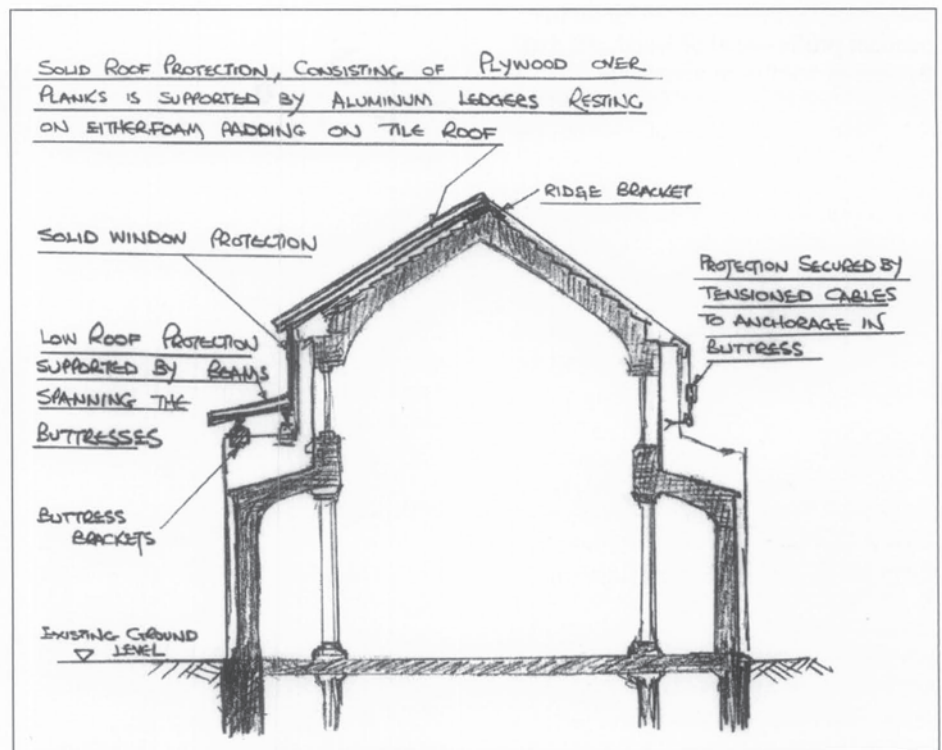 SOLID ROOF PROTECTION, CONSISTING OF PLYWOOD OVER
PLANKS IS SUPPORTED BY ALUMINUM LEDGERS RESTING
ON EITHER FOAM PADDING ON TILE ROOF
RIDGE BRACKET
SOLID WINDOW PROTECTION
PROTECTION SECURED BY
TENSIONED CABLES
TO ANCHORAGE IN
BUTTRESS
LOW ROOF PROTECTION
SUPPORTED BY BEAMS
SPANNING THE
BUTTRESSES
BUTTRESS
BRACKETS
EXISTING GROUND
LEVEL